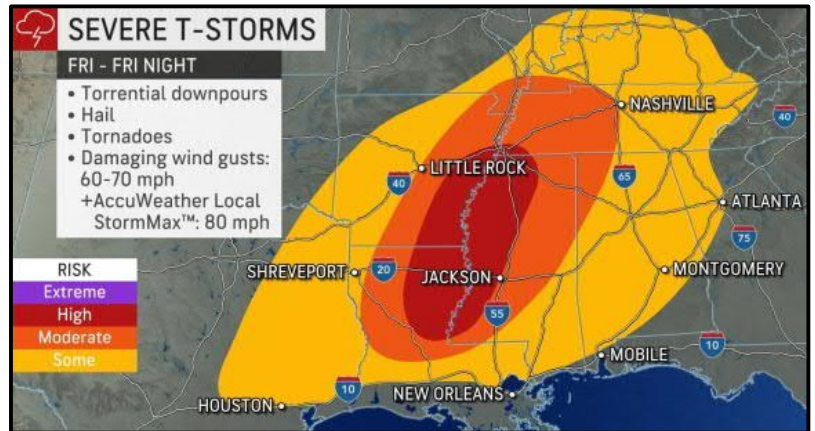 SEVERE T-STORMS
FRI - FRI NIGHT
• Torrential downpours
• Hail
• Tornadoes
• Damaging wind gusts:
60-70 mph
+AccuWeather Local
StormMax™: 80 mph
RISK
Extreme
High
Moderate
Some
NASHVILLE
40
LITTLE ROCK
40
65
ATLANTA
75
SHREVEPORT
20
JACKSON
MONTGOMERY
55
10
MOBILE
10
NEW ORLEANS
HOUSTON